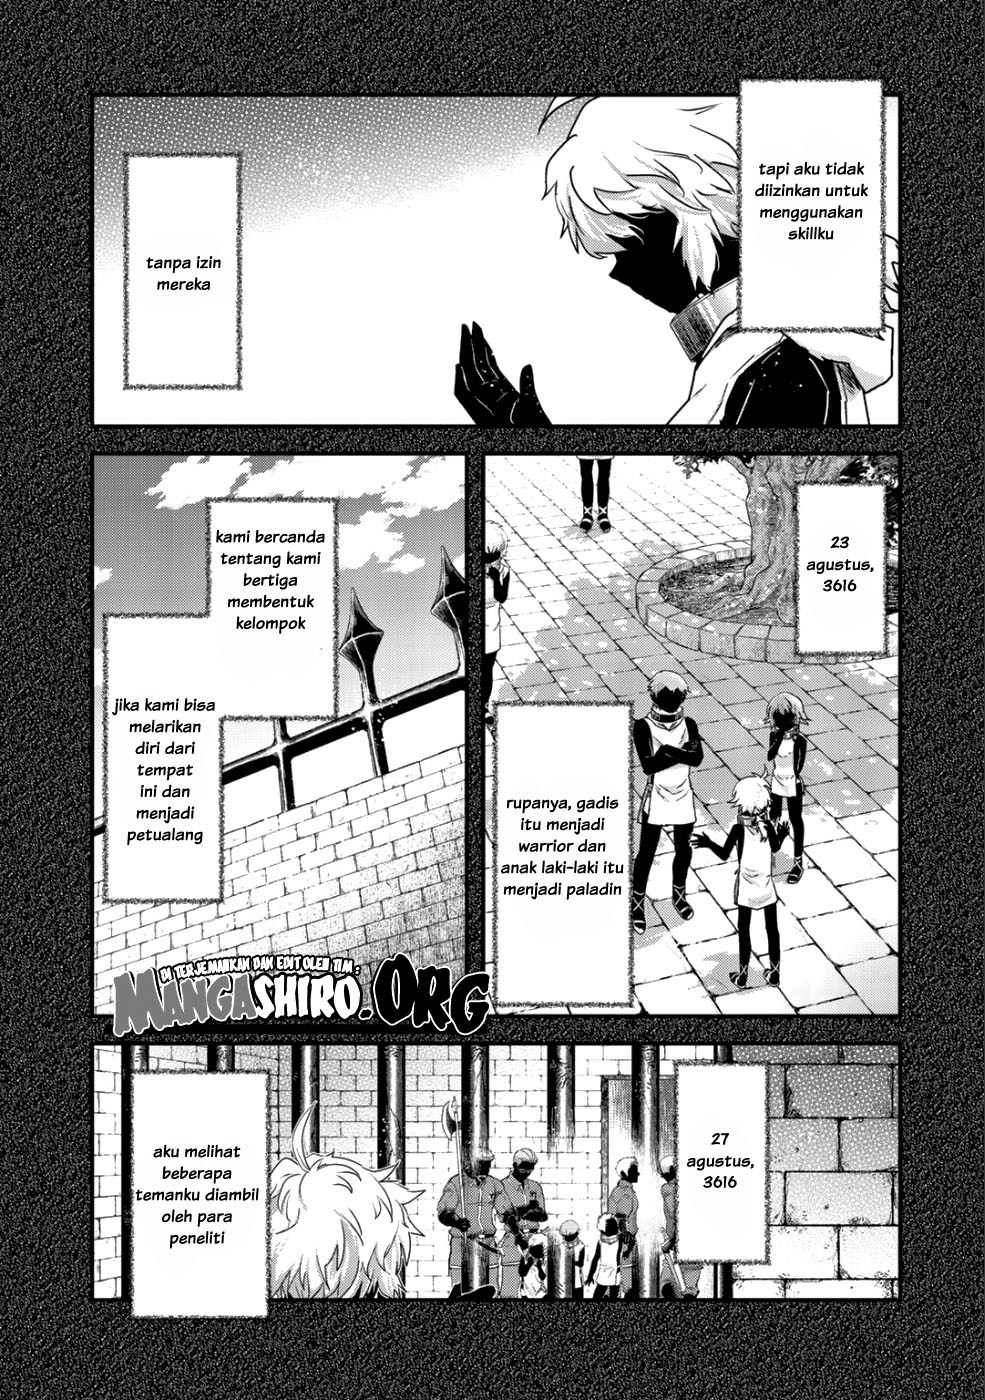 tapi aku tidak
diizinkan untuk
menggunakan
skillku
tanpa izin
mereka
23
agustus,
3616
rupanya, gadis
itu menjadi
warrior dan
anak laki-laki itu
menjadi paladin
kami bercanda
tentang kami
bertiga
membentuk
kelompok
jika kami bisa
melarikan
diri dari
tempat
ini dan
menjadi
petualang
DI TERJEMAHKAN DAN EDIT OLEH TIM :
MANGASHIRO.ORG
27
agustus,
3616
aku melihat
beberapa
temanku diambil
oleh para
peneliti